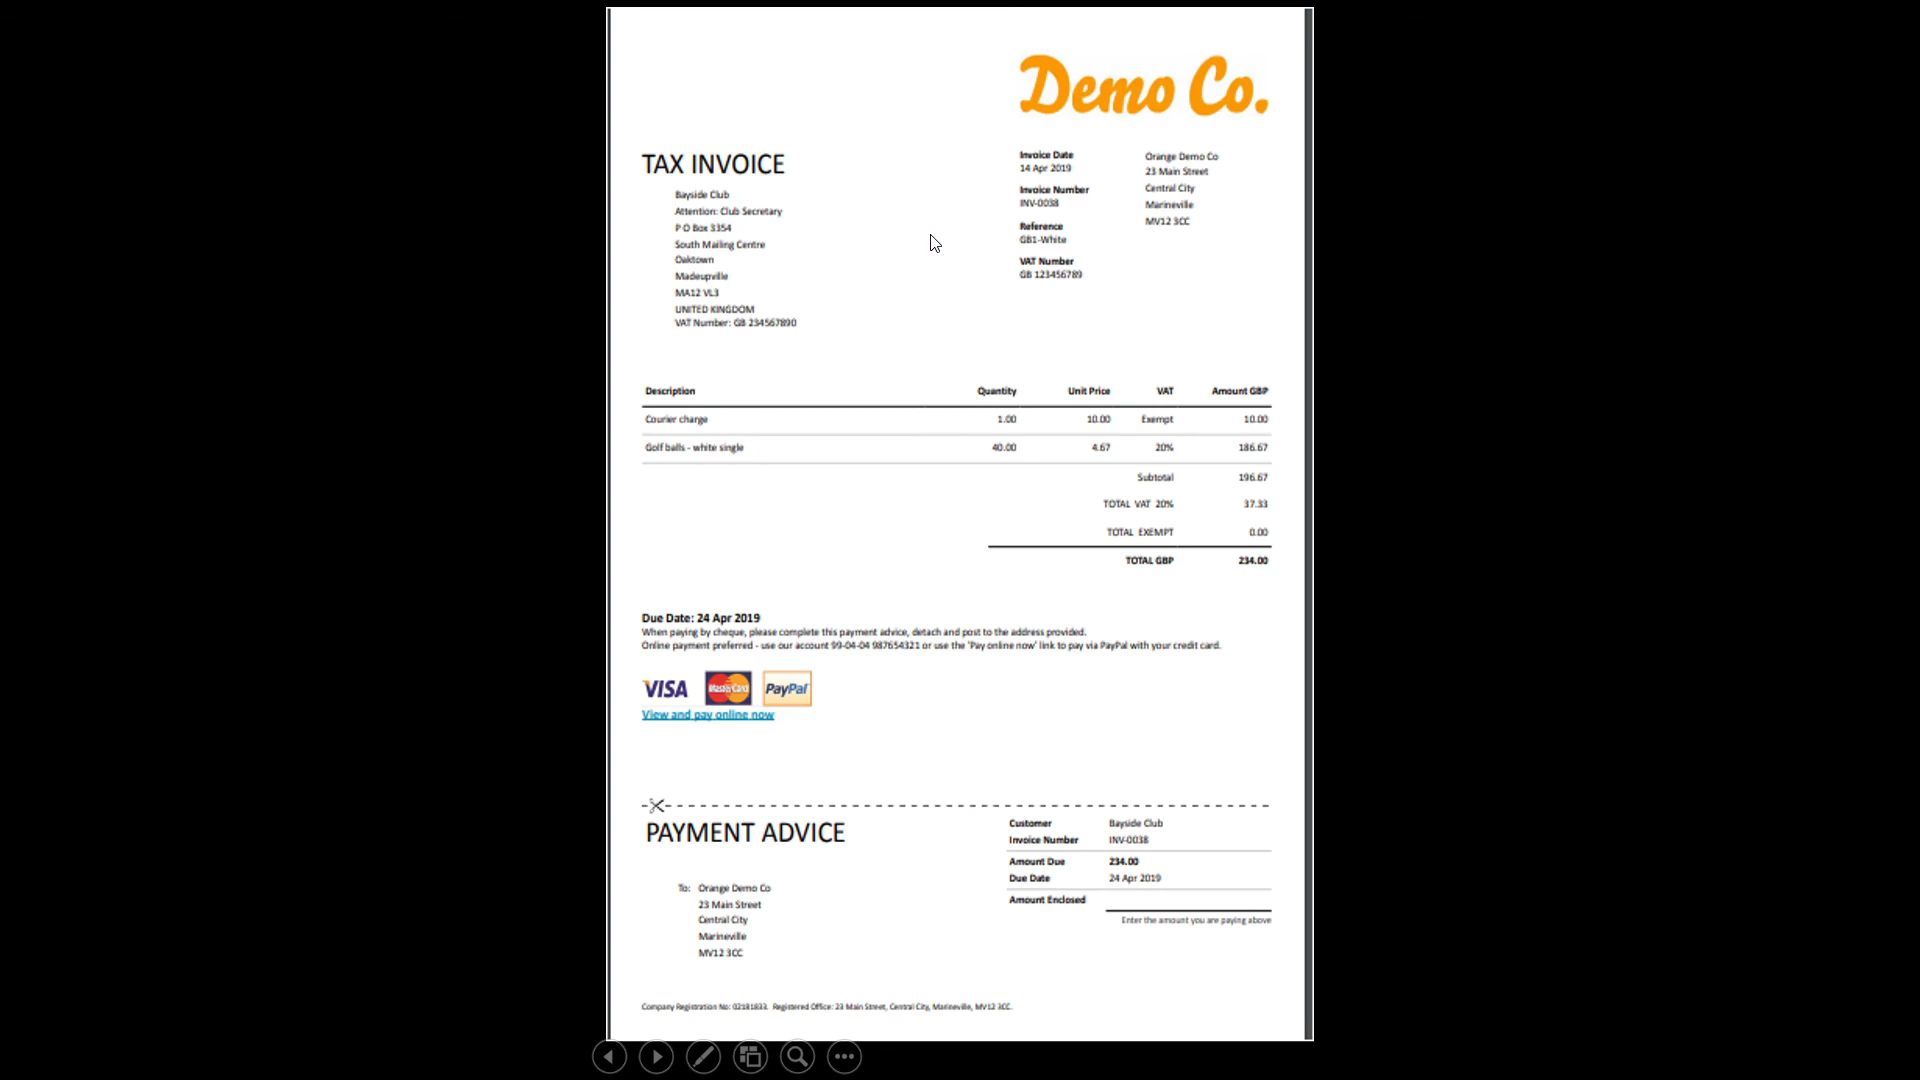 Demo Co.
TAX INVOICE
Bayside Club
Attention: Club Secretary
P O Box 3354
South Mailing Centre
Oaktown
Madeupville
MA12 VL3
UNITED KINGDOM
VAT Number: GB 234567890
Invoice Date
14 Apr 2019
Invoice Number
INV-0038
Reference
GB1-White
VAT Number
GB 123456789
Orange Demo Co
23 Main Street
Central City
Marineville
MV12 3CC
Description Quantity Unit Price VAT Amount GBP
Courier charge 1.00 10.00 Exempt 10.00
Golf balls - white single 40.00 4.67 20% 186.67
Subtotal 196.67
TOTAL VAT 20% 37.33
TOTAL EXEMPT 0.00
TOTAL GBP 234.00
Due Date: 24 Apr 2019
When paying by cheque, please complete this payment advice, detach and post to the address provided.
Online payment preferred - use our account 99-04-04 987654321 or use the 'Pay online now' link to pay via PayPal with your credit card.
VISA MasterCard PayPal
View and pay online now
PAYMENT ADVICE
To: Orange Demo Co
23 Main Street
Central City
Marineville
MV12 3CC
Customer Bayside Club
Invoice Number INV-0038
Amount Due 234.00
Due Date 24 Apr 2019
Amount Enclosed
Enter the amount you are paying above
Company Registration No: 02181833. Registered Office: 23 Main Street, Central City, Marineville, MV12 3CC.